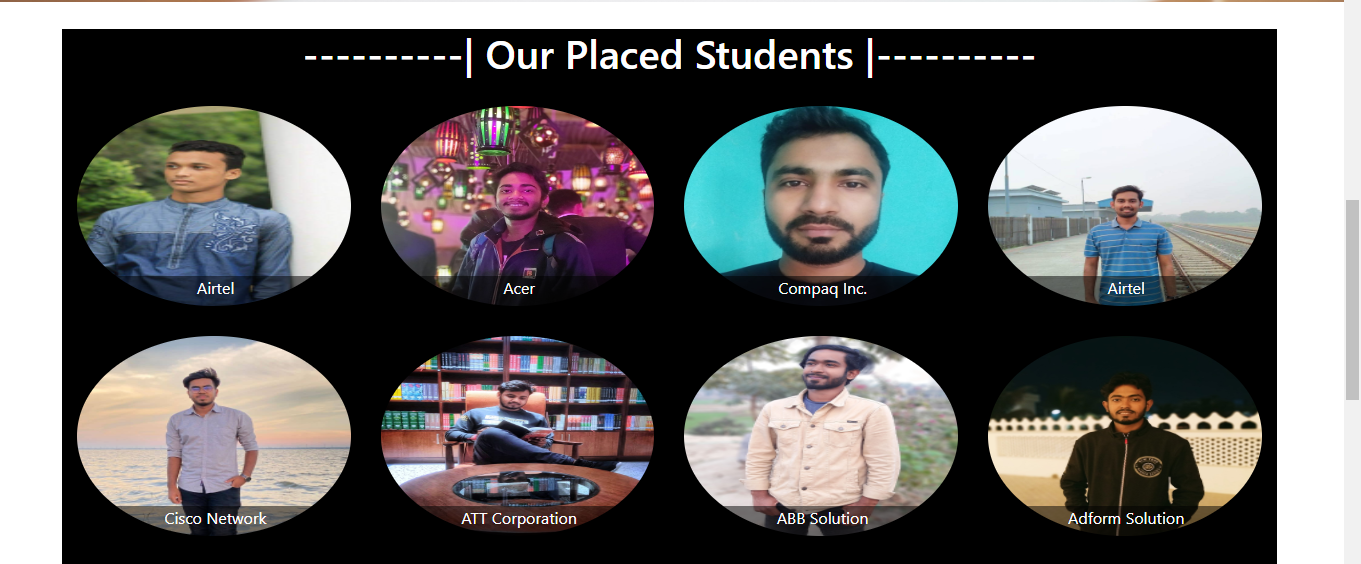 ----------| Our Placed Students |----------
Airtel
Acer
Compaq Inc.
Airtel
Cisco Network
ATT Corporation
ABB Solution
Adform Solution